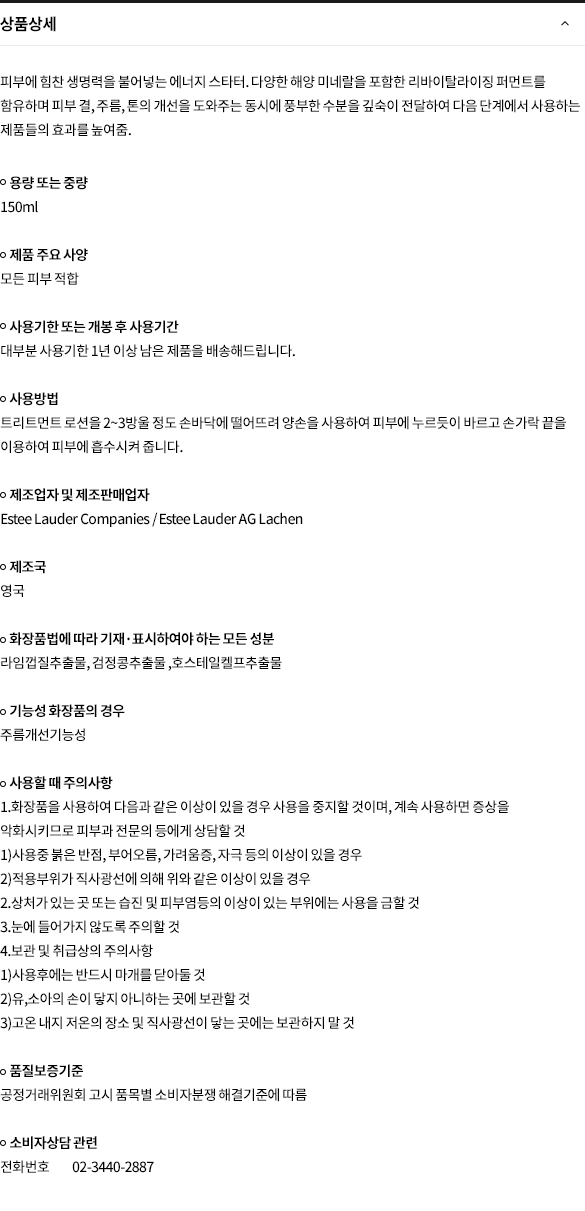 상품상세
피부에 힘찬 생명력을 불어넣는 에너지 스타터. 다양한 해양 미네랄을 포함한 리바이탈라이징 퍼먼트를
함유하며 피부 결, 주름, 톤의 개선을 도와주는 동시에 풍부한 수분을 깊숙이 전달하여 다음 단계에서 사용하는
제품들의 효과를 높여줌.
○ 용량 또는 중량
150ml
○ 제품 주요 사양
모든 피부 적합
○ 사용기한 또는 개봉 후 사용기간
대부분 사용기한 1년 이상 남은 제품을 배송해드립니다.
○ 사용방법
트리트먼트 로션을 2~3방울 정도 손바닥에 떨어뜨려 양손을 사용하여 피부에 누르듯이 바르고 손가락 끝을
이용하여 피부에 흡수시켜 줍니다.
○ 제조업자 및 제조판매업자
Estee Lauder Companies / Estee Lauder AG Lachen
○ 제조국
영국
○ 화장품법에 따라 기재·표시하여야 하는 모든 성분
라임껍질추출물, 검정콩추출물 ,호스테일켈프추출물
○ 기능성 화장품의 경우
주름개선기능성
○ 사용할 때 주의사항
1.화장품을 사용하여 다음과 같은 이상이 있을 경우 사용을 중지할 것이며, 계속 사용하면 증상을
악화시키므로 피부과 전문의 등에게 상담할 것
1)사용중 붉은 반점, 부어오름, 가려움증, 자극 등의 이상이 있을 경우
2)적용부위가 직사광선에 의해 위와 같은 이상이 있을 경우
2.상처가 있는 곳 또는 습진 및 피부염등의 이상이 있는 부위에는 사용을 금할 것
3.눈에 들어가지 않도록 주의할 것
4.보관 및 취급상의 주의사항
1)사용후에는 반드시 마개를 닫아둘 것
2)유,소아의 손이 닿지 아니하는 곳에 보관할 것
3)고온 내지 저온의 장소 및 직사광선이 닿는 곳에는 보관하지 말 것
○ 품질보증기준
공정거래위원회 고시 품목별 소비자분쟁 해결기준에 따름
○ 소비자상담 관련
전화번호 02-3440-2887